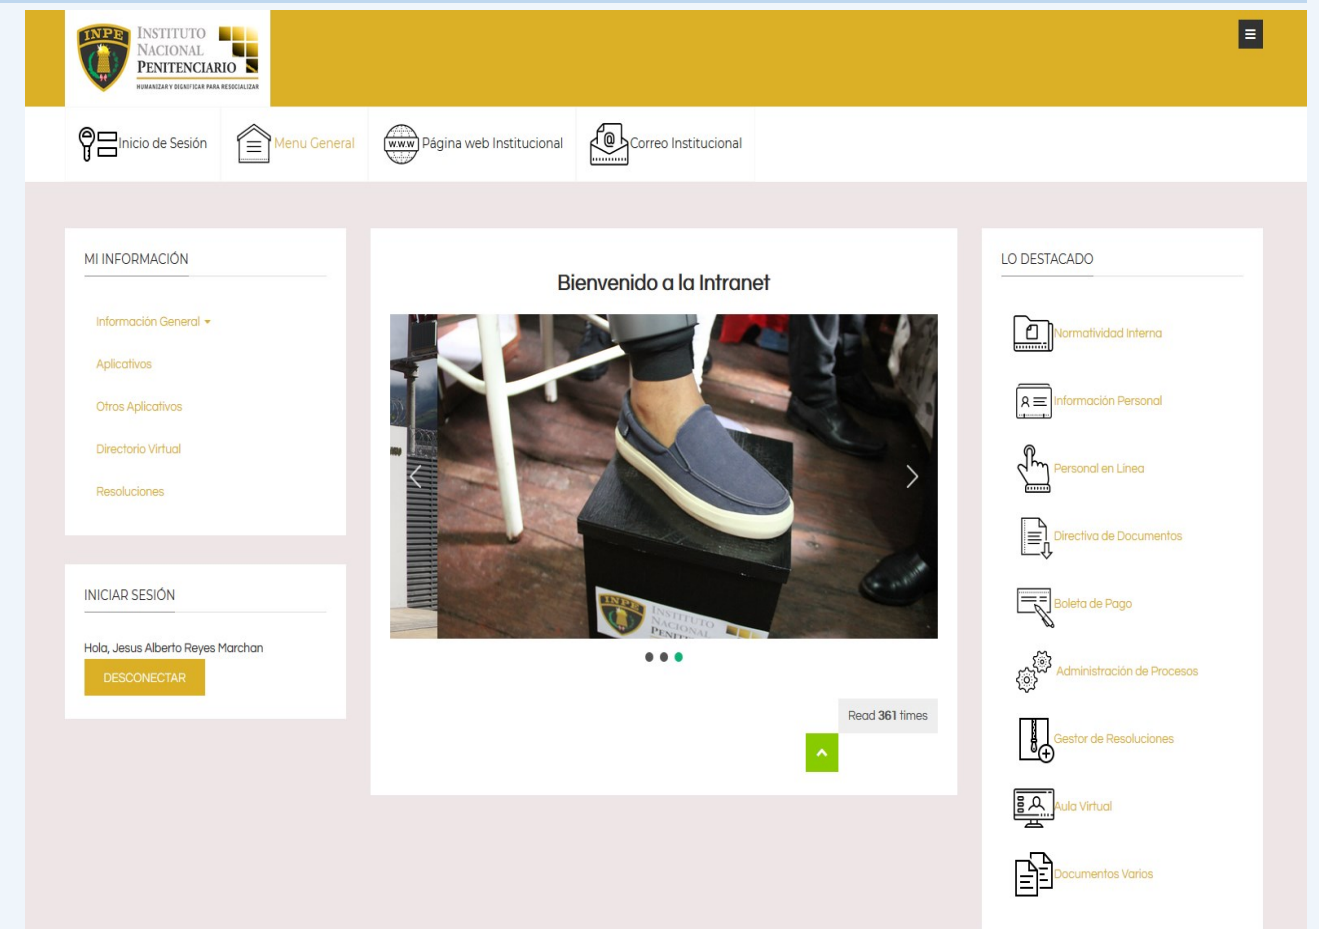 INPE
INSTITUTO
NACIONAL
PENITENCIARIO
HUMANIZAR Y DIGNIFICAR PARA RESOCIALIZAR
Inicio de Sesión
Menu General
www
Página web Institucional
@
Correo Institucional
MI INFORMACIÓN
Información General
Aplicativos
Otros Aplicativos
Directorio Virtual
Resoluciones
INICIAR SESIÓN
Hola, Jesus Alberto Reyes Marchan
DESCONECTAR
Bienvenido a la Intranet
INPE
INSTITUTO
NACIONAL
Read 361 times
LO DESTACADO
Normatividad Interna
Información Personal
Personal en Linea
Directiva de Documentos
Boleta de Pago
Administración de Procesos
Gestor de Resoluciones
Aula Virtual
Documentos Varios